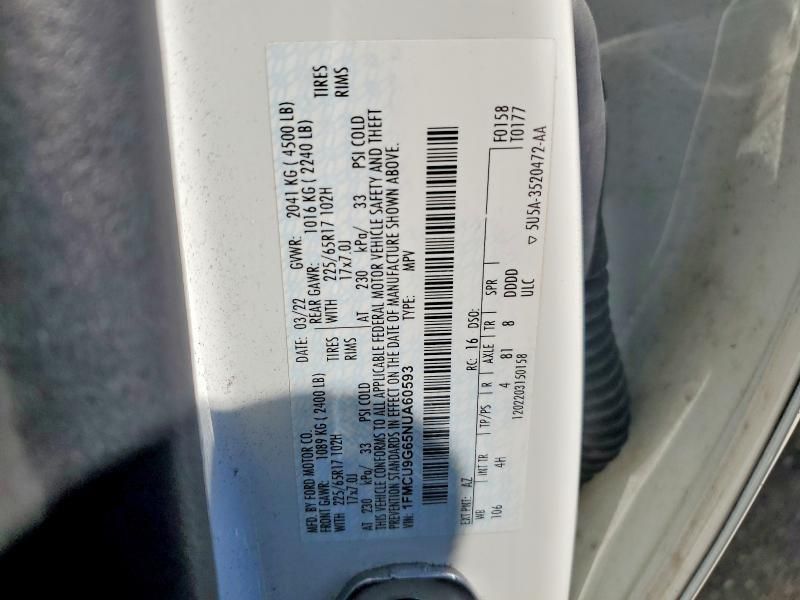 MFD. BY FORD MOTOR CO. DATE: 03/22 GVWR: 2041 KG ( 4500 LB)
FRONT GAWR: 1089 KG (2400 LB) REAR GAWR: 1016 KG ( 2240 LB)
WITH 225/65R17 102H TIRES WITH 225/65R17 102H TIRES
17x7.0J RIMS 17x7.0J RIMS
AT 230 kPa/ 33 PSI COLD AT 230 kPa/ 33 PSI COLD
THIS VEHICLE CONFORMS TO ALL APPLICABLE FEDERAL MOTOR VEHICLE SAFETY AND THEFT
PREVENTION STANDARDS IN EFFECT ON THE DATE OF MANUFACTURE SHOWN ABOVE.
VIN: 1FMCU9G65NUA60593 TYPE: MPV
EXT PNT: AZ RC: 16 DSO: F0158
T0177
WB INT TR TP/PS R AXLE TR SPR
106 4H 4 81 8 DDDD
1202203150158 ULC
▽ 5U5A-3520472-AA